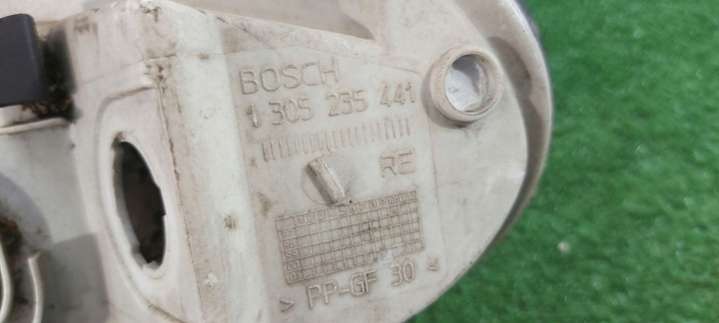 BOSCH
1 305 235 441
RE
> PP-GF 30 <